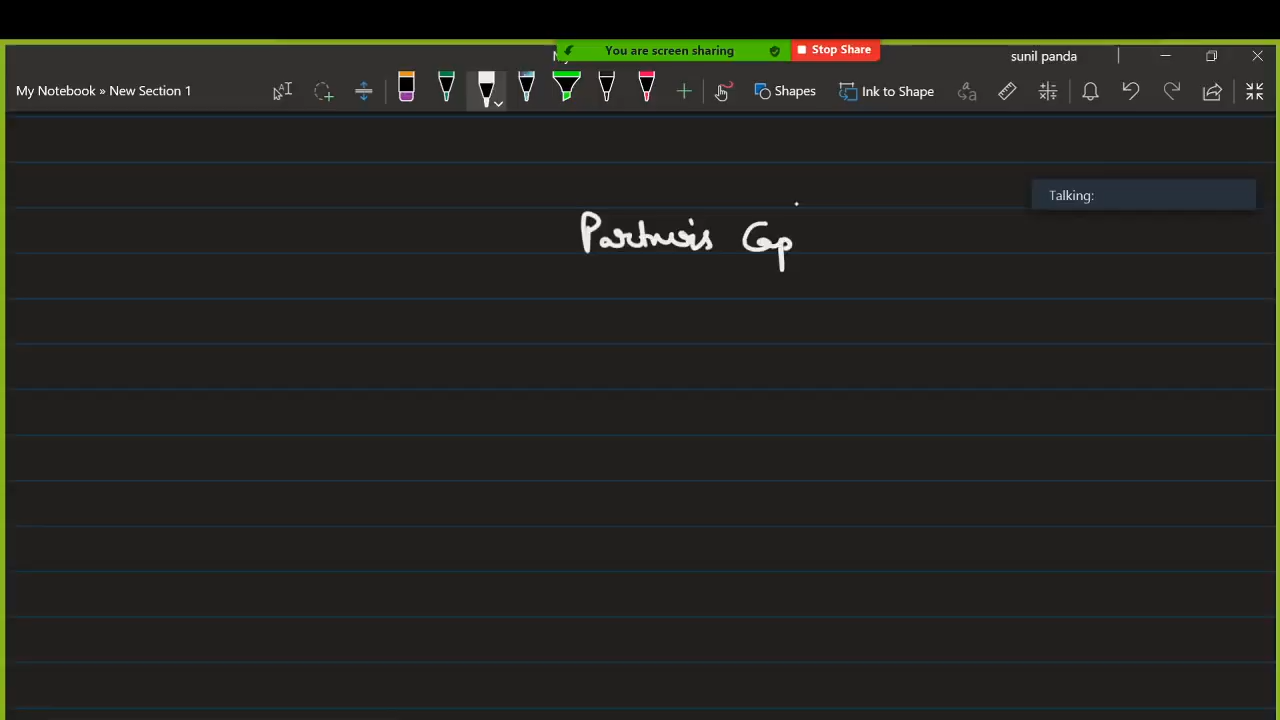 You are screen sharing
Stop Share
sunil panda
My Notebook » New Section 1
Shapes
Ink to Shape
Talking:
Partner's Cap